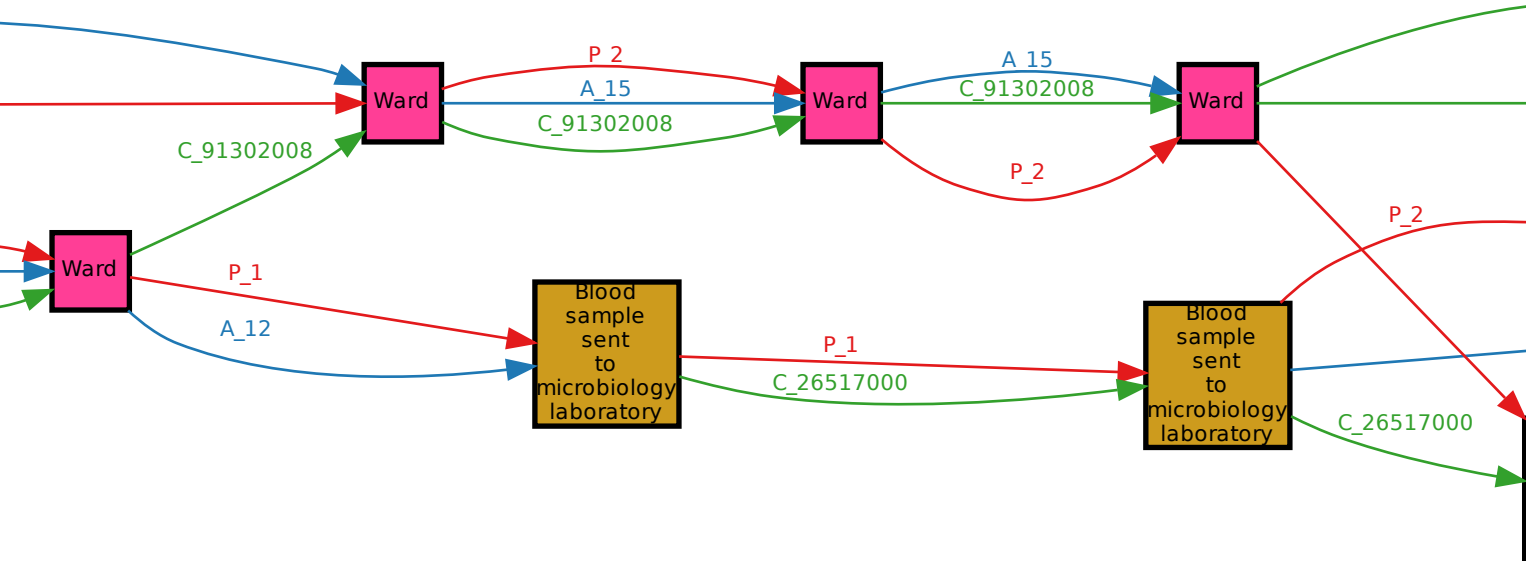 P_2
A_15
A_15
C_91302008
Ward
Ward
Ward
C_91302008
C_91302008
P_2
P_2
Ward
P_1
A_12
Blood
sample
sent
to
microbiology
laboratory
P_1
C_26517000
Blood
sample
sent
to
microbiology
laboratory
C_26517000